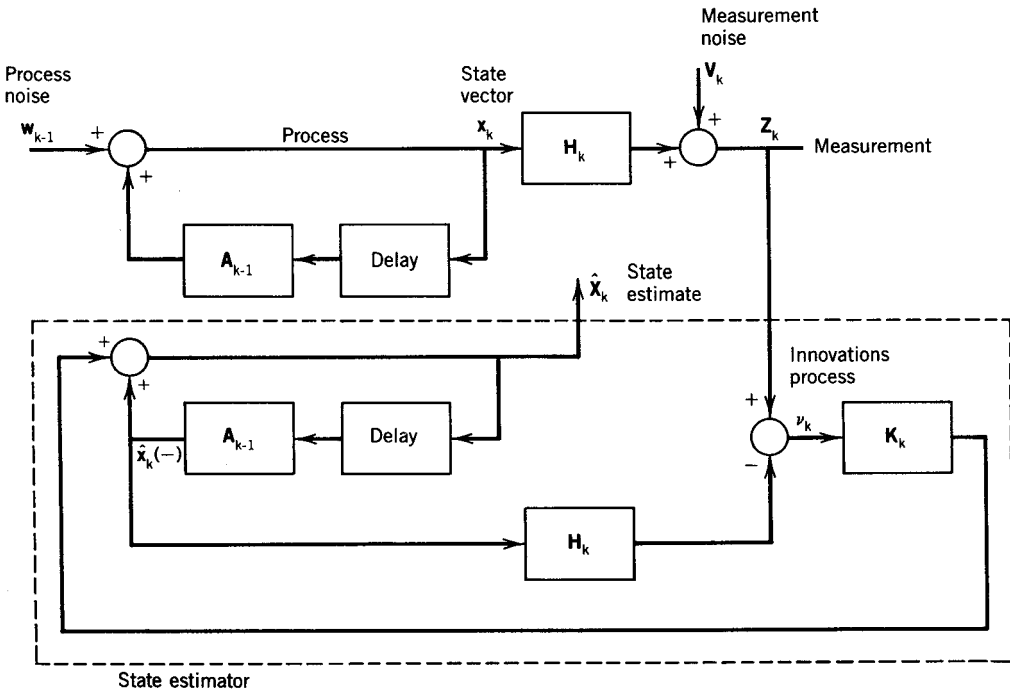 Measurement
noise
V_k
Process
noise
w_{k-1}
+
+
Process
State
vector
x_k
H_k
+
+
Z_k
Measurement
A_{k-1}
Delay
X̂_k
State
estimate
+
+
A_{k-1}
Delay
x̂_k(−)
Innovations
process
+
−
ν_k
K_k
H_k
State estimator